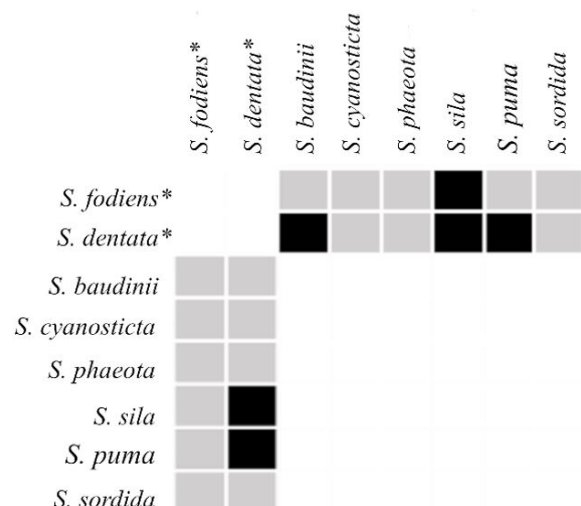 S. fodiens*
S. dentata*
S. baudinii
S. cyanosticta
S. phaeota
S. sila
S. puma
S. sordida
S. fodiens*
S. dentata*
S. baudinii
S. cyanosticta
S. phaeota
S. sila
S. puma
S. sordida